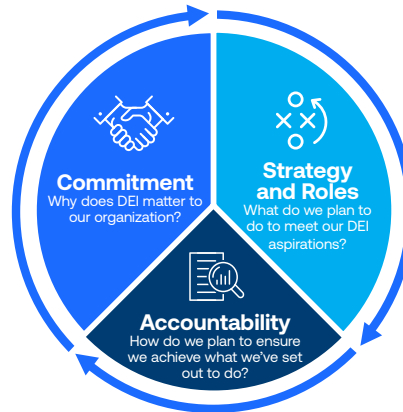 Commitment
Why does DEI matter to
our organization?
Strategy
and Roles
What do we plan to
do to meet our DEI
aspirations?
Accountability
How do we plan to ensure
we achieve what we’ve set
out to do?